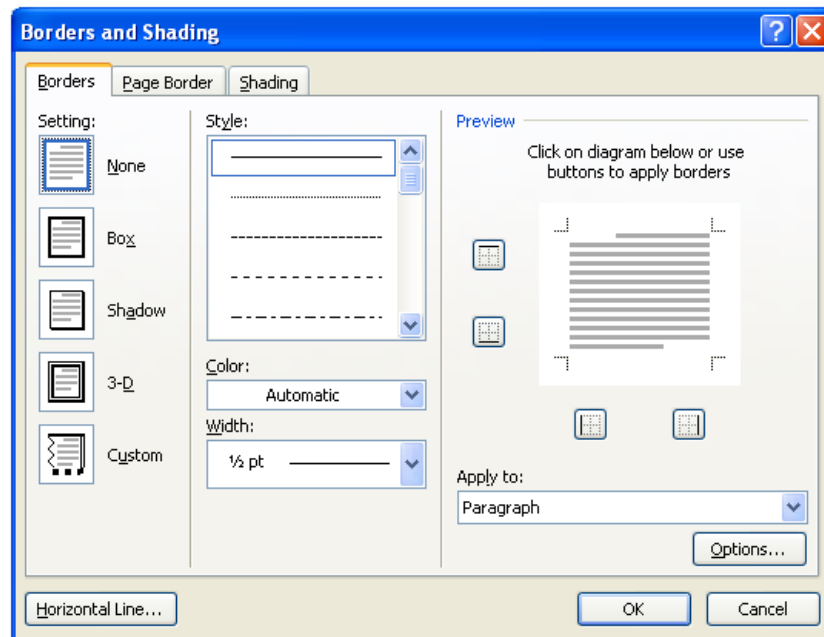 Borders and Shading
Borders
Page Border
Shading
Setting:
None
Box
Shadow
3-D
Custom
Style:
Color:
Automatic
Width:
½ pt
Preview
Click on diagram below or use
buttons to apply borders
Apply to:
Paragraph
Options...
Horizontal Line...
OK
Cancel